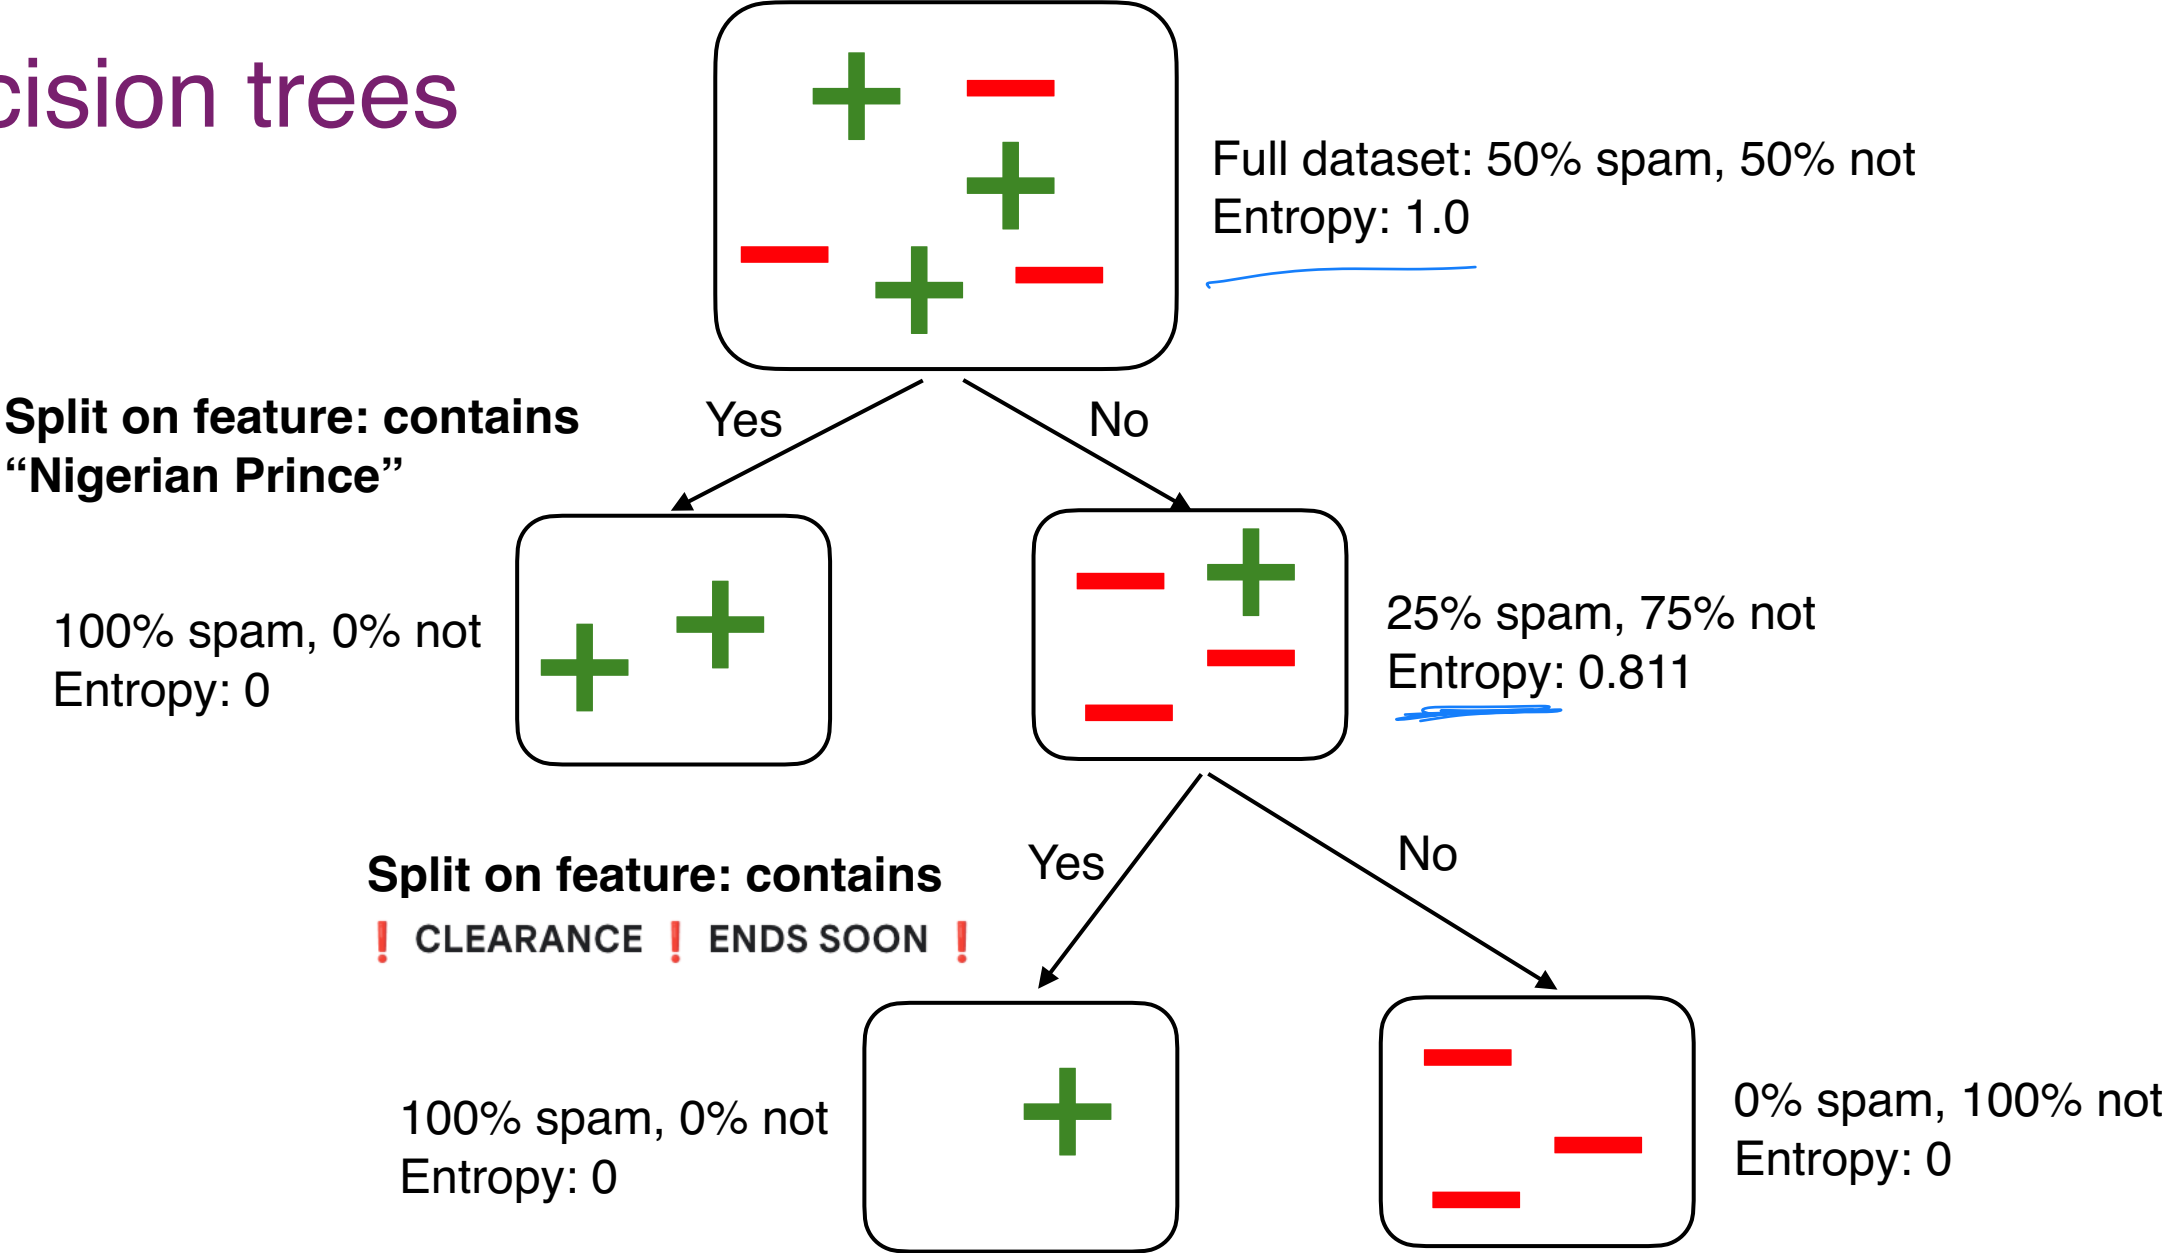 cision trees
Full dataset: 50% spam, 50% not
Entropy: 1.0
Split on feature: contains
“Nigerian Prince”
Yes
No
100% spam, 0% not
Entropy: 0
25% spam, 75% not
Entropy: 0.811
Split on feature: contains
❗ CLEARANCE ❗ ENDS SOON ❗
Yes
No
100% spam, 0% not
Entropy: 0
0% spam, 100% not
Entropy: 0